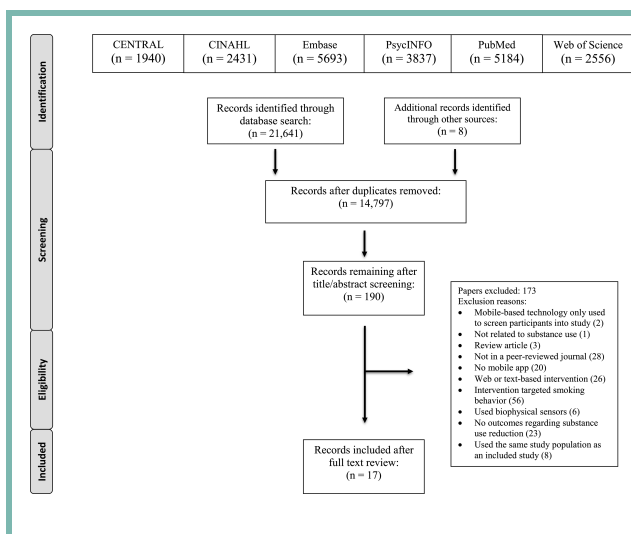 CENTRAL
(n = 1940)
CINAHL
(n = 2431)
Embase
(n = 5693)
PsycINFO
(n = 3837)
PubMed
(n = 5184)
Web of Science
(n = 2556)
Identification
Records identified through
database search:
(n = 21,641)
Additional records identified
through other sources:
(n = 8)
Screening
Records after duplicates removed:
(n = 14,797)
Records remaining after
title/abstract screening:
(n = 190)
Eligibility
Papers excluded: 173
Exclusion reasons:
• Mobile-based technology only used
to screen participants into study (2)
• Not related to substance use (1)
• Review article (3)
• Not in a peer-reviewed journal (28)
• No mobile app (20)
• Web or text-based intervention (26)
• Intervention targeted smoking
behavior (56)
• Used biophysical sensors (6)
• No outcomes regarding substance
use reduction (23)
• Used the same study population as
an included study (8)
Included
Records included after
full text review:
(n = 17)